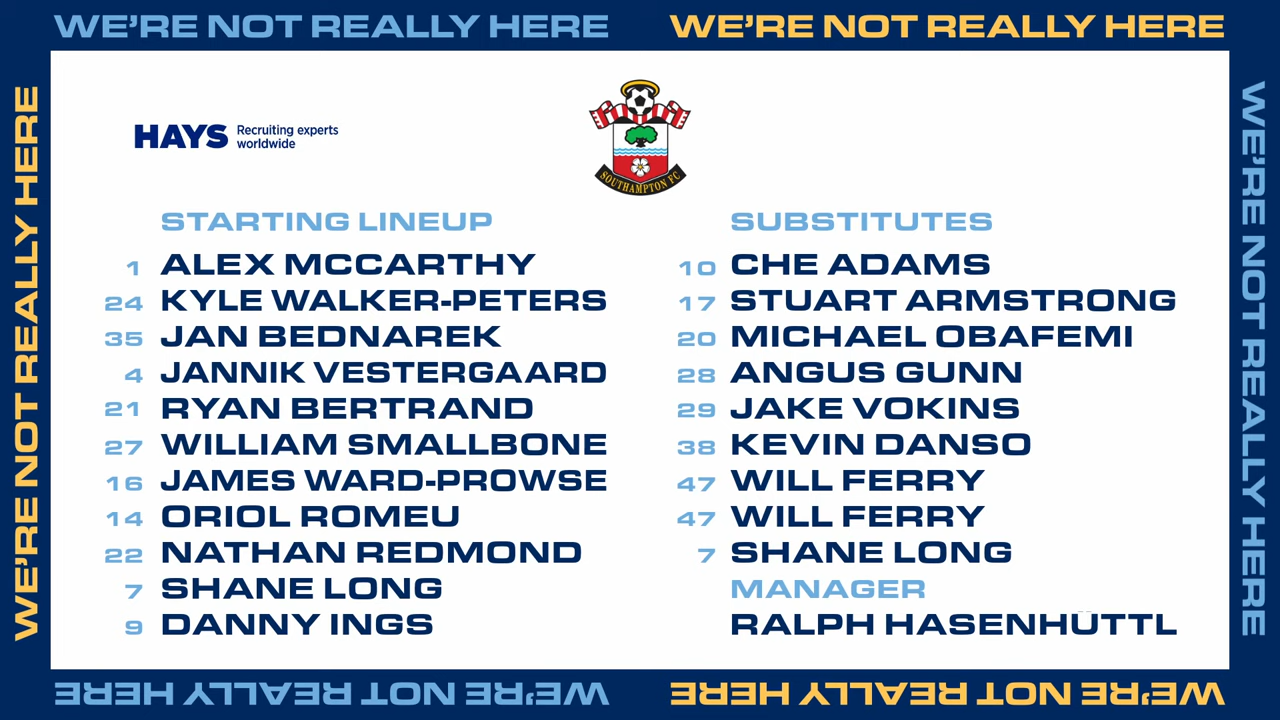 WE'RE NOT REALLY HERE
WE'RE NOT REALLY HERE
WE'RE NOT REALLY HERE
WE'RE NOT REALLY HERE
HAYS Recruiting experts
worldwide
SOUTHAMPTON FC
STARTING LINEUP
1 ALEX MCCARTHY
24 KYLE WALKER-PETERS
35 JAN BEDNAREK
4 JANNIK VESTERGAARD
21 RYAN BERTRAND
27 WILLIAM SMALLBONE
16 JAMES WARD-PROWSE
14 ORIOL ROMEU
22 NATHAN REDMOND
7 SHANE LONG
9 DANNY INGS
SUBSTITUTES
10 CHE ADAMS
17 STUART ARMSTRONG
20 MICHAEL OBAFEMI
28 ANGUS GUNN
29 JAKE VOKINS
38 KEVIN DANSO
47 WILL FERRY
47 WILL FERRY
7 SHANE LONG
MANAGER
RALPH HASENHÜTTL
WE'RE NOT REALLY HERE
WE'RE NOT REALLY HERE